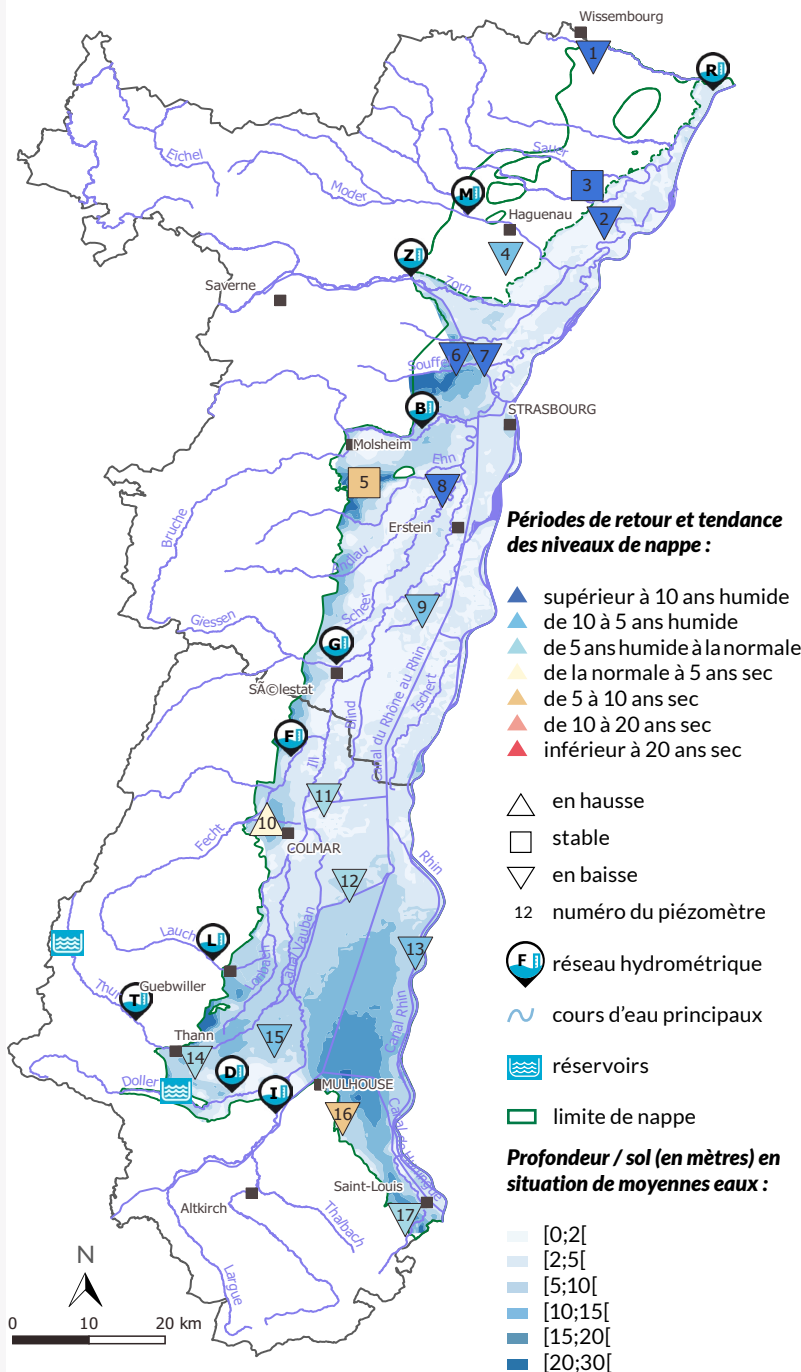 Wissembourg
1
R
Sauer
Eichel
3
Moder
M
Haguenau
2
4
Z
Zorn
Saverne
Souffel
6
7
B
STRASBOURG
Molsheim
Ehn
5
8
Erstein
Bruche
Andlau
Scheer
9
Giessen
G
SÃ©lestat
Blind
Canal du Rhône au Rhin
Ischert
F
Ill
11
10
Fecht
COLMAR
Rhin
12
Lauch
L
Canal Vauban
13
Guebwiller
Thur
T
Canal Rhin
Thann
15
14
Doller
D
I
MULHOUSE
16
Canal de Huningue
Saint-Louis
Altkirch
Thalbach
17
Largue
N
0 10 20 km
Périodes de retour et tendance
des niveaux de nappe :
supérieur à 10 ans humide
de 10 à 5 ans humide
de 5 ans humide à la normale
de la normale à 5 ans sec
de 5 à 10 ans sec
de 10 à 20 ans sec
inférieur à 20 ans sec
en hausse
stable
en baisse
12 numéro du piézomètre
F réseau hydrométrique
cours d'eau principaux
réservoirs
limite de nappe
Profondeur / sol (en mètres) en
situation de moyennes eaux :
[0;2[
[2;5[
[5;10[
[10;15[
[15;20[
[20;30[